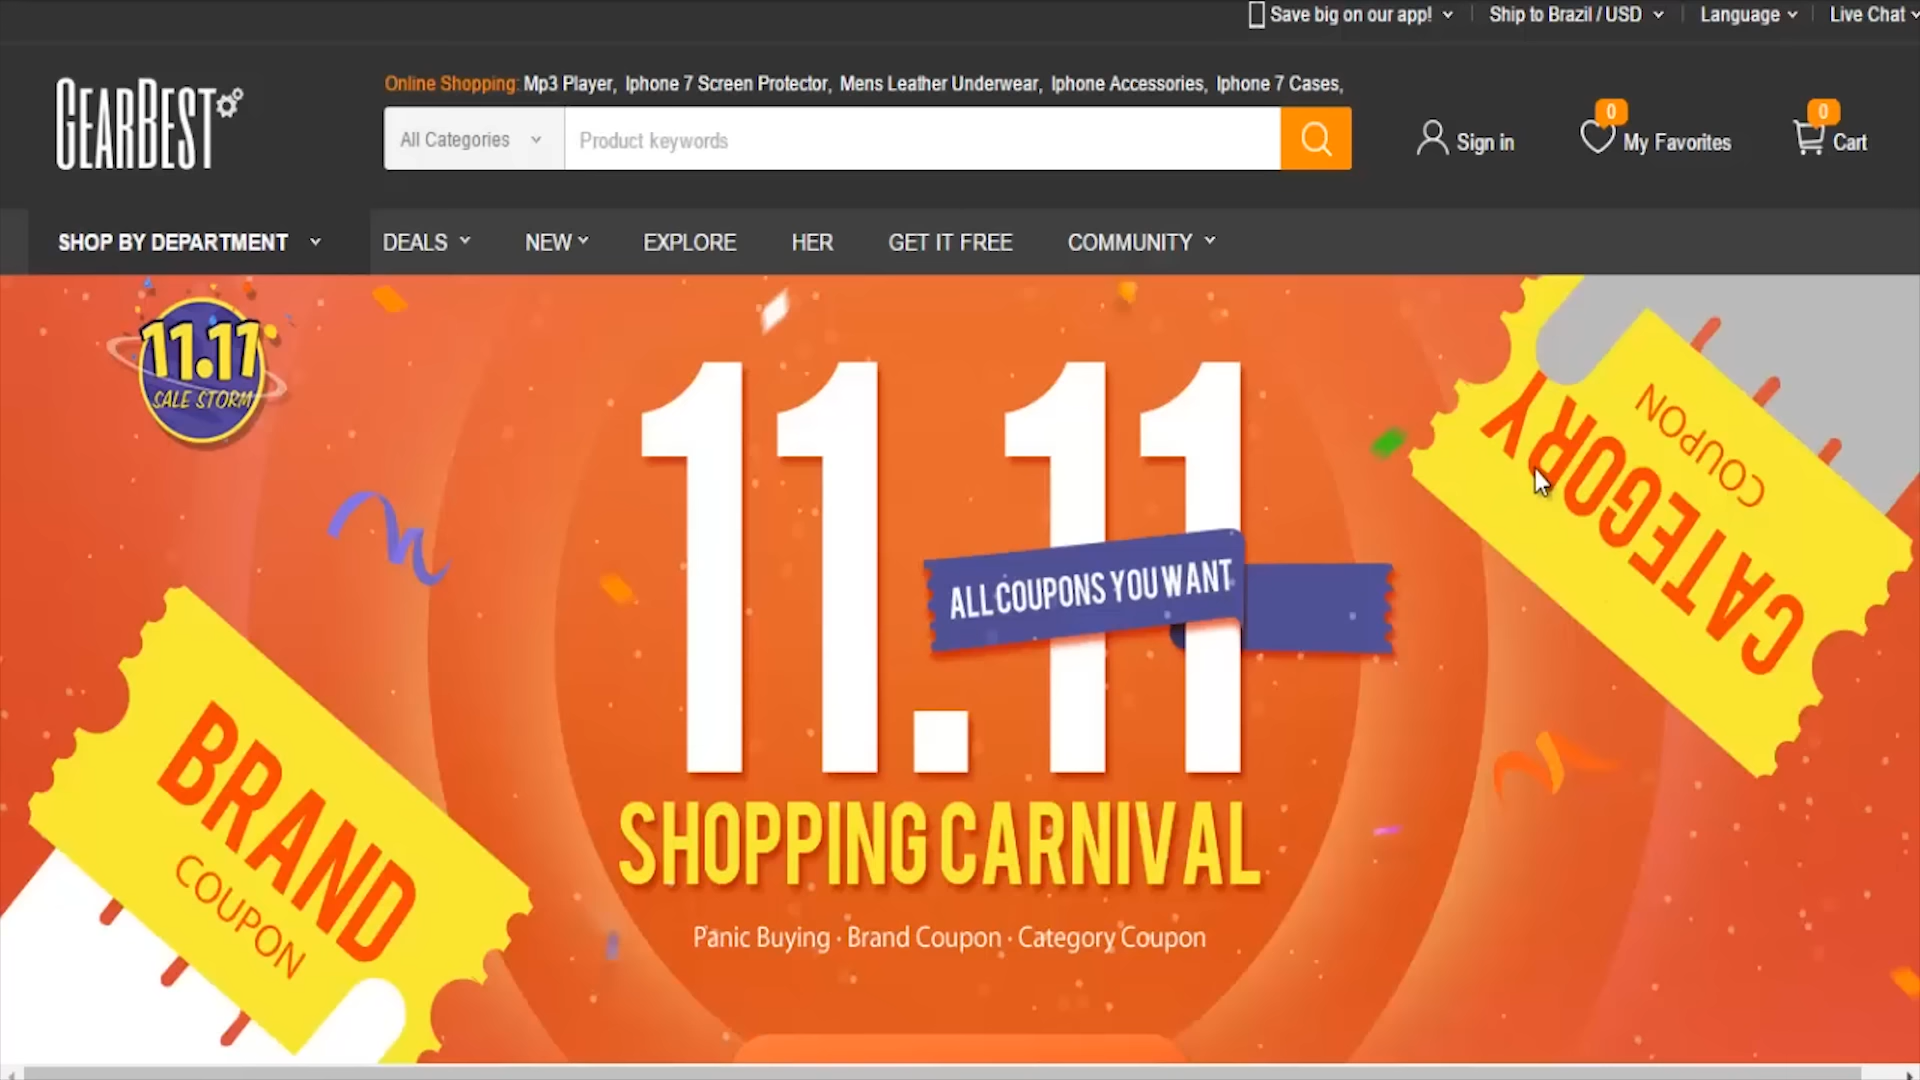 Save big on our app!
Ship to Brazil / USD
Language
Live Chat
GEARBEST
Online Shopping: Mp3 Player, Iphone 7 Screen Protector, Mens Leather Underwear, Iphone Accessories, Iphone 7 Cases,
All Categories
Product keywords
Sign in
0
My Favorites
0
Cart
SHOP BY DEPARTMENT
DEALS
NEW
EXPLORE
HER
GET IT FREE
COMMUNITY
11.11
SALE STORM
11.11
ALL COUPONS YOU WANT
CATEGORY
COUPON
BRAND
COUPON
SHOPPING CARNIVAL
Panic Buying · Brand Coupon · Category Coupon